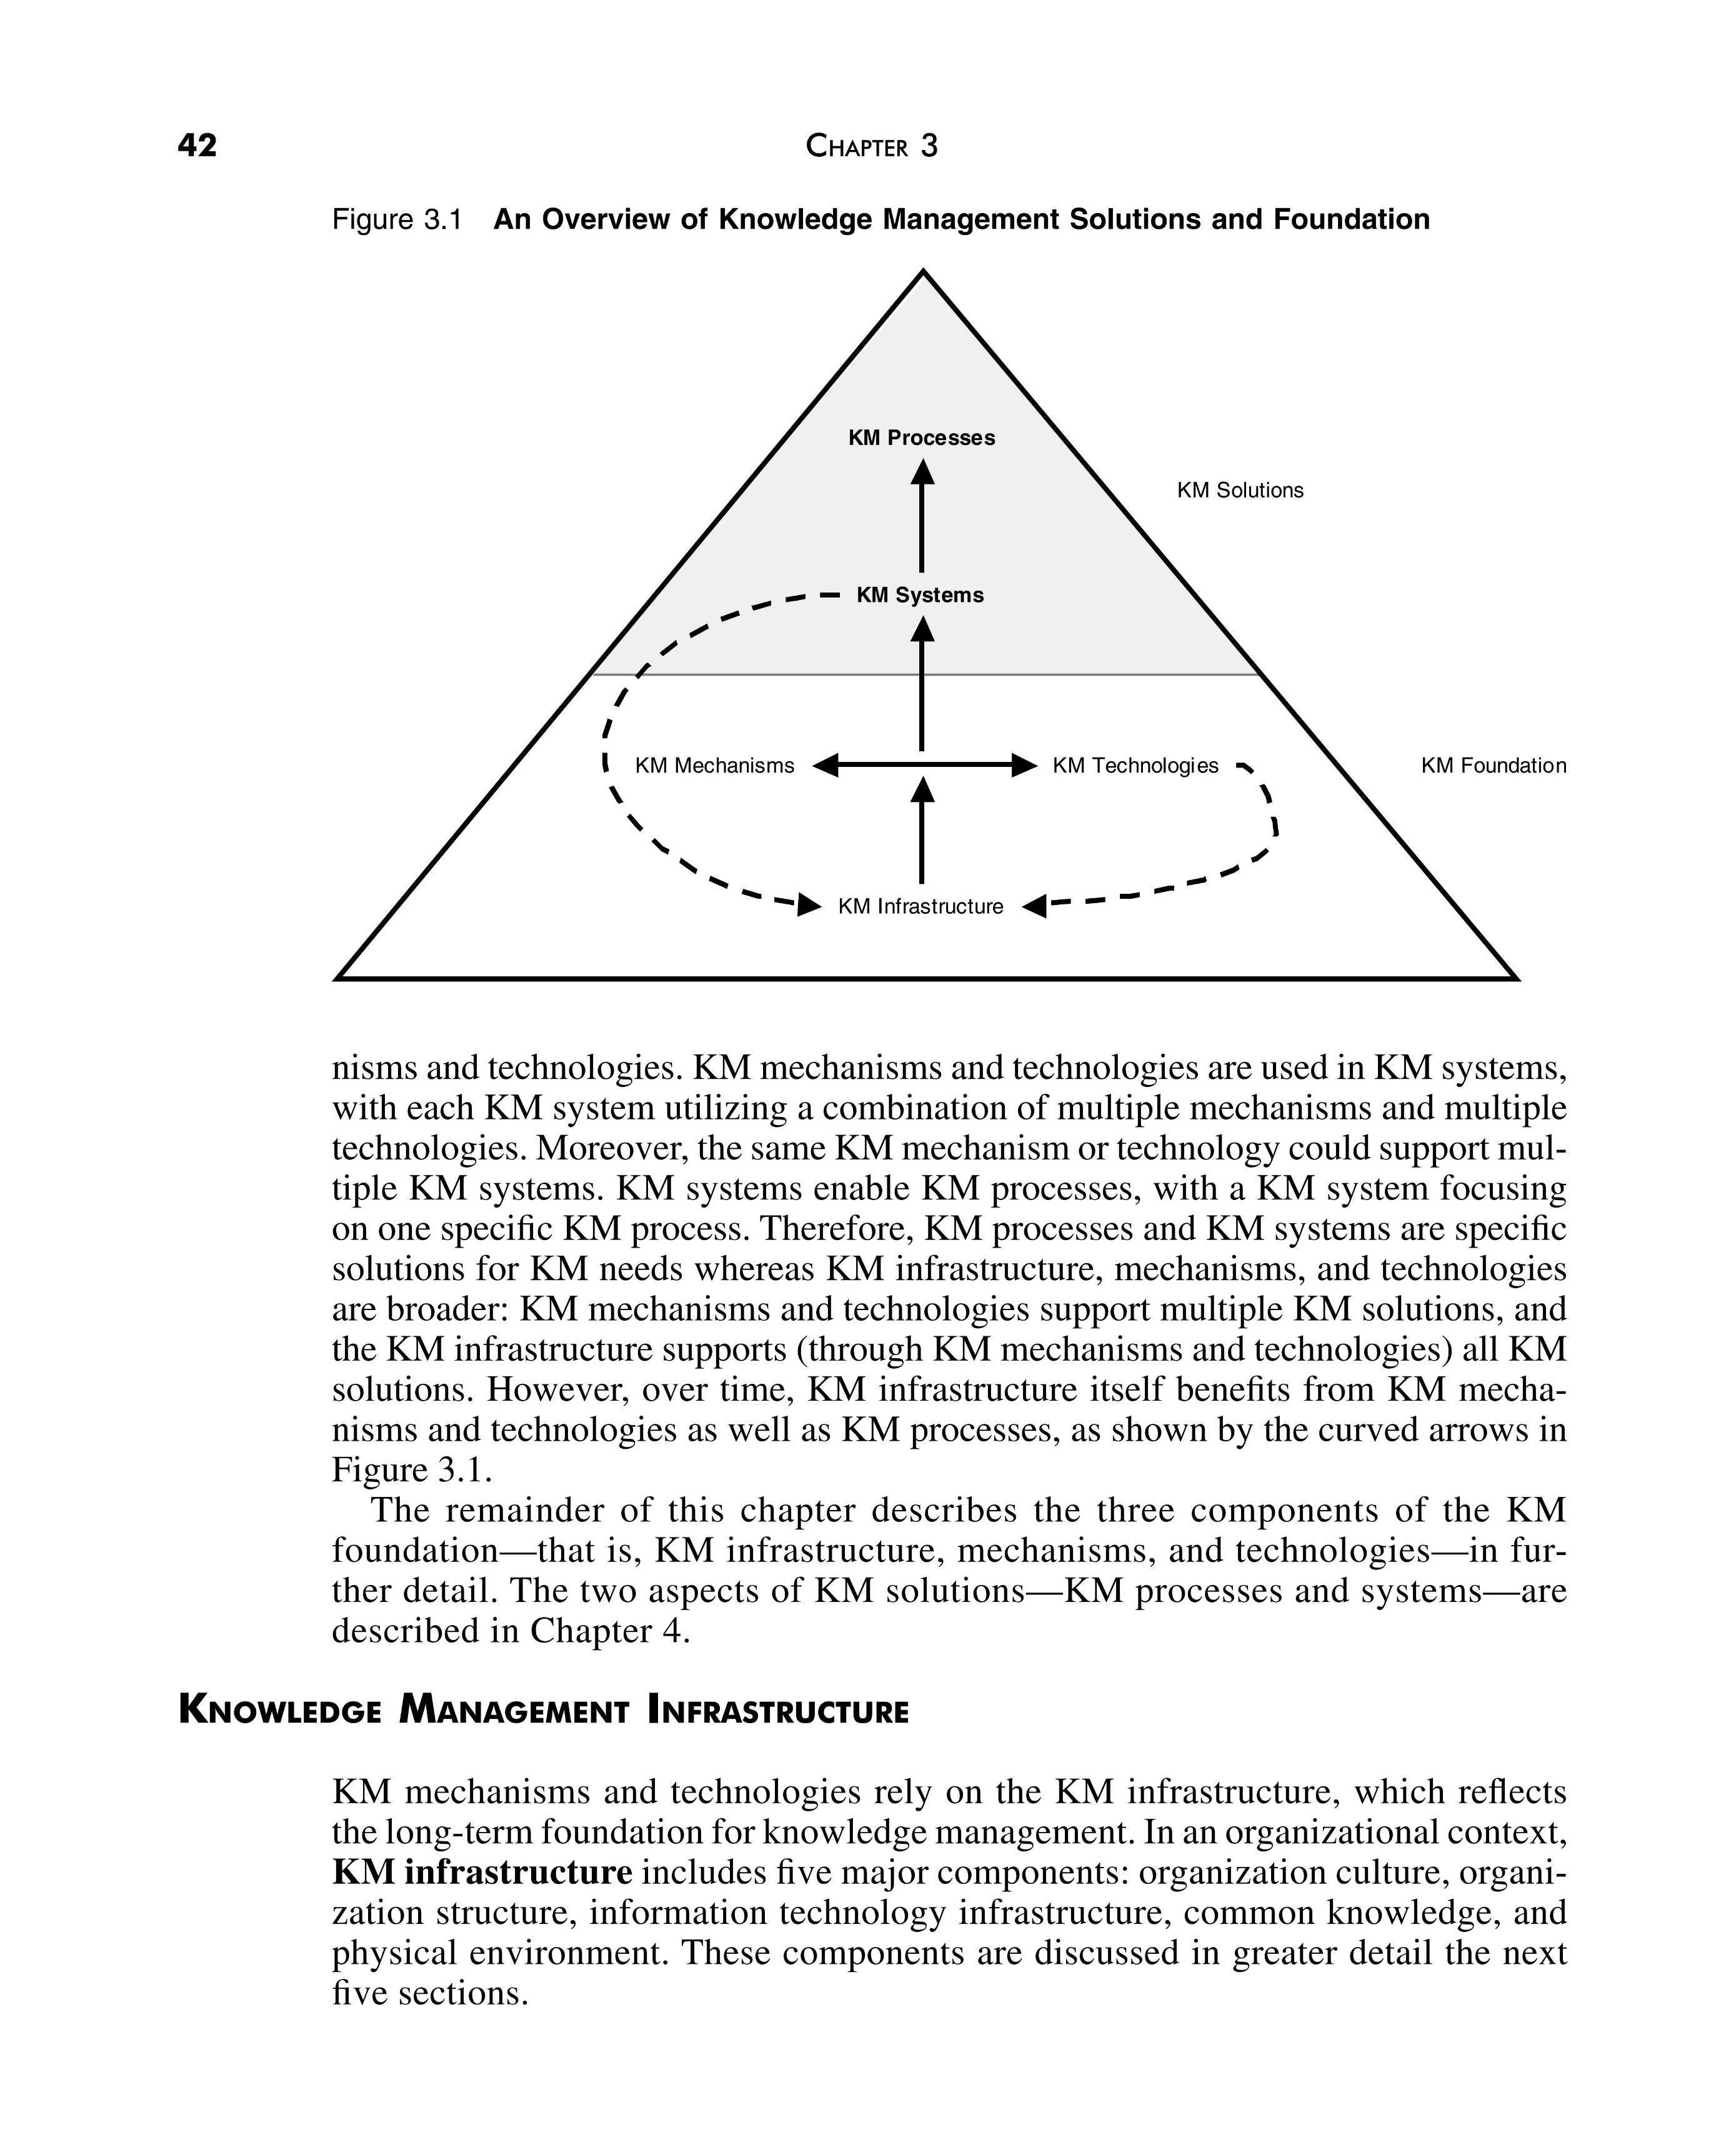 42
CHAPTER 3
Figure 3.1 An Overview of Knowledge Management Solutions and Foundation
KM Processes
KM Solutions
KM Systems
KM Mechanisms
KM Technologies
KM Foundation
KM Infrastructure
nisms and technologies. KM mechanisms and technologies are used in KM systems,
with each KM system utilizing a combination of multiple mechanisms and multiple
technologies. Moreover, the same KM mechanism or technology could support mul-
tiple KM systems. KM systems enable KM processes, with a KM system focusing
on one specific KM process. Therefore, KM processes and KM systems are specific
solutions for KM needs whereas KM infrastructure, mechanisms, and technologies
are broader: KM mechanisms and technologies support multiple KM solutions, and
the KM infrastructure supports (through KM mechanisms and technologies) all KM
solutions. However, over time, KM infrastructure itself benefits from KM mecha-
nisms and technologies as well as KM processes, as shown by the curved arrows in
Figure 3.1.
The remainder of this chapter describes the three components of the KM
foundation—that is, KM infrastructure, mechanisms, and technologies—in fur-
ther detail. The two aspects of KM solutions—KM processes and systems—are
described in Chapter 4.
KNOWLEDGE MANAGEMENT INFRASTRUCTURE
KM mechanisms and technologies rely on the KM infrastructure, which reflects
the long-term foundation for knowledge management. In an organizational context,
KM infrastructure includes five major components: organization culture, organi-
zation structure, information technology infrastructure, common knowledge, and
physical environment. These components are discussed in greater detail the next
five sections.